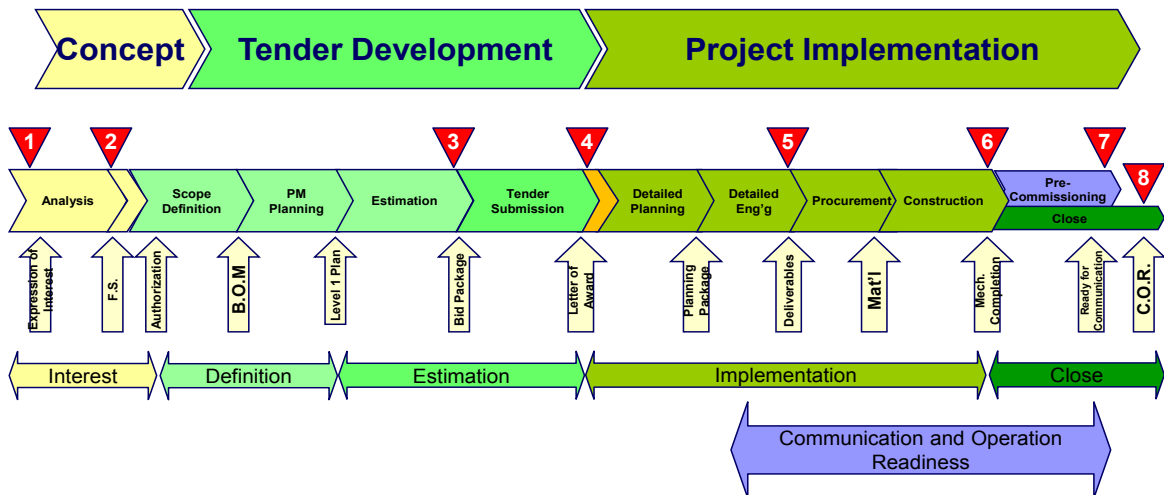 Concept
Tender Development
Project Implementation
1
2
3
4
5
6
7
8
Analysis
Scope
Definition
PM
Planning
Estimation
Tender
Submission
Detailed
Planning
Detailed
Eng'g
Procurement
Construction
Pre-
Commissioning
Close
Expression of
Interest
F.S.
Authorization
B.O.M
Level 1 Plan
Bid Package
Letter of
Award
Planning
Package
Deliverables
Mat'l
Mech.
Completion
Ready for
Communication
C.O.R.
Interest
Definition
Estimation
Implementation
Close
Communication and Operation
Readiness